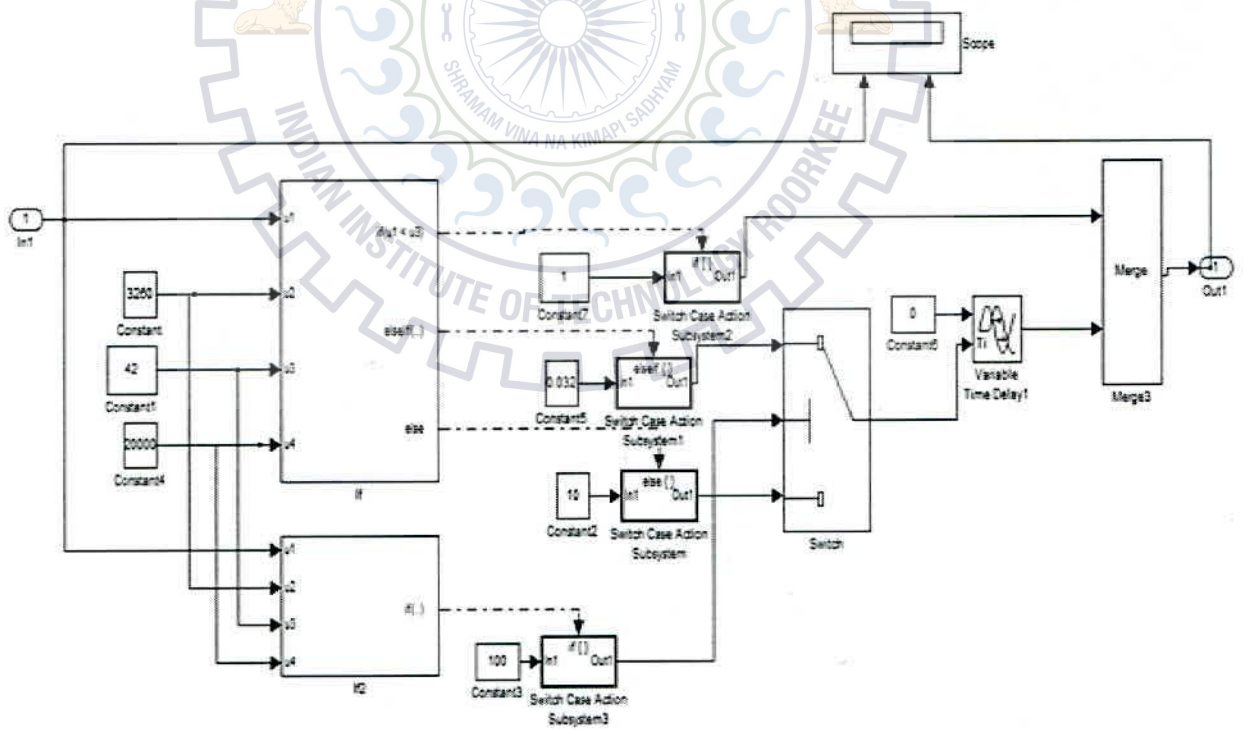 Scope
SHRAMAM VINA NA KIMAPI SADHYAM
INDIAN INSTITUTE OF TECHNOLOGY ROORKEE
1
In1
u1
if(u1 < u3)
if { }
In1
Out1
Switch Case Action
Subsystem2
1
Constant7
Merge
Merge3
1
Out1
3260
Constant
u2
elseif(..)
0
Constant6
Ti
Variable
Time Delay1
42
Constant1
u3
0.032
Constant5
elseif { }
In1
Out1
Switch Case Action
Subsystem1
20000
Constant4
u4
else
If
10
Constant2
else { }
In1
Out1
Switch Case Action
Subsystem
Switch
u1
u2
u3
u4
if(..)
If2
100
Constant3
if { }
In1
Out1
Switch Case Action
Subsystem3